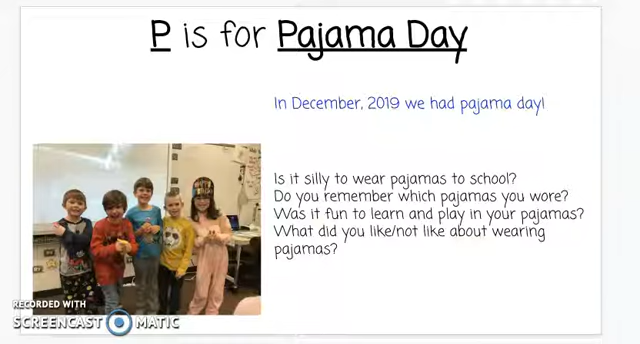 P is for Pajama Day
In December, 2019 we had pajama day!
Is it silly to wear pajamas to school?
Do you remember which pajamas you wore?
Was it fun to learn and play in your pajamas?
What did you like/not like about wearing
pajamas?
RECORDED WITH
SCREENCAST MATIC